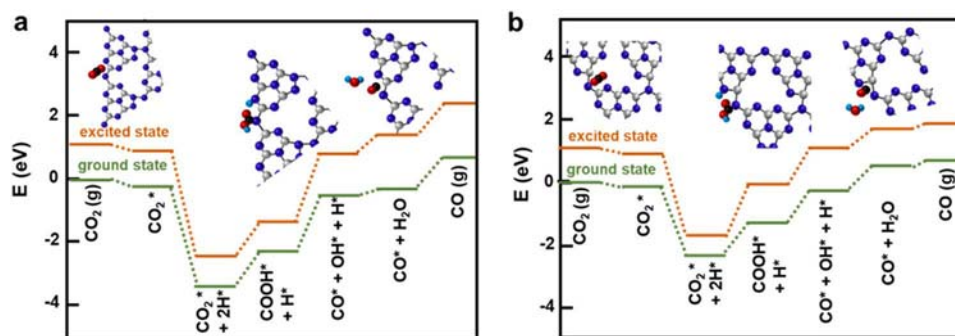 a
E (eV)
4
2
0
-2
-4
excited state
ground state
CO₂ (g)
CO₂*
CO₂*
+ 2H*
COOH*
+ H*
CO* + OH* + H*
CO* + H₂O
CO (g)
b
E (eV)
4
2
0
-2
-4
excited state
ground state
CO₂ (g)
CO₂*
CO₂*
+ 2H*
COOH*
+ H*
CO* + OH* + H*
CO* + H₂O
CO (g)